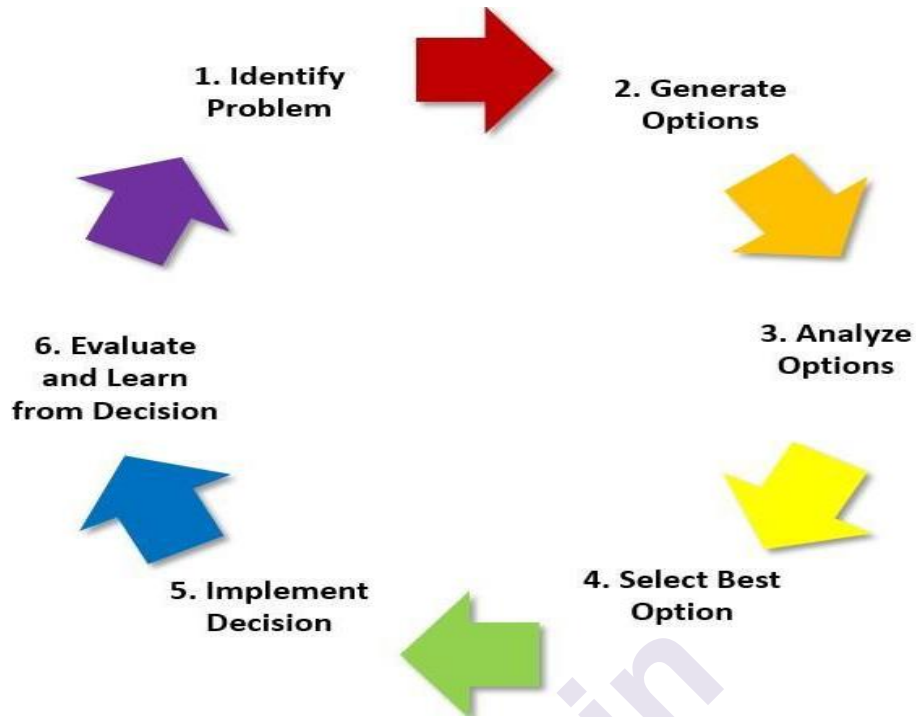 1. Identify
Problem
2. Generate
Options
3. Analyze
Options
4. Select Best
Option
5. Implement
Decision
6. Evaluate
and Learn
from Decision
in